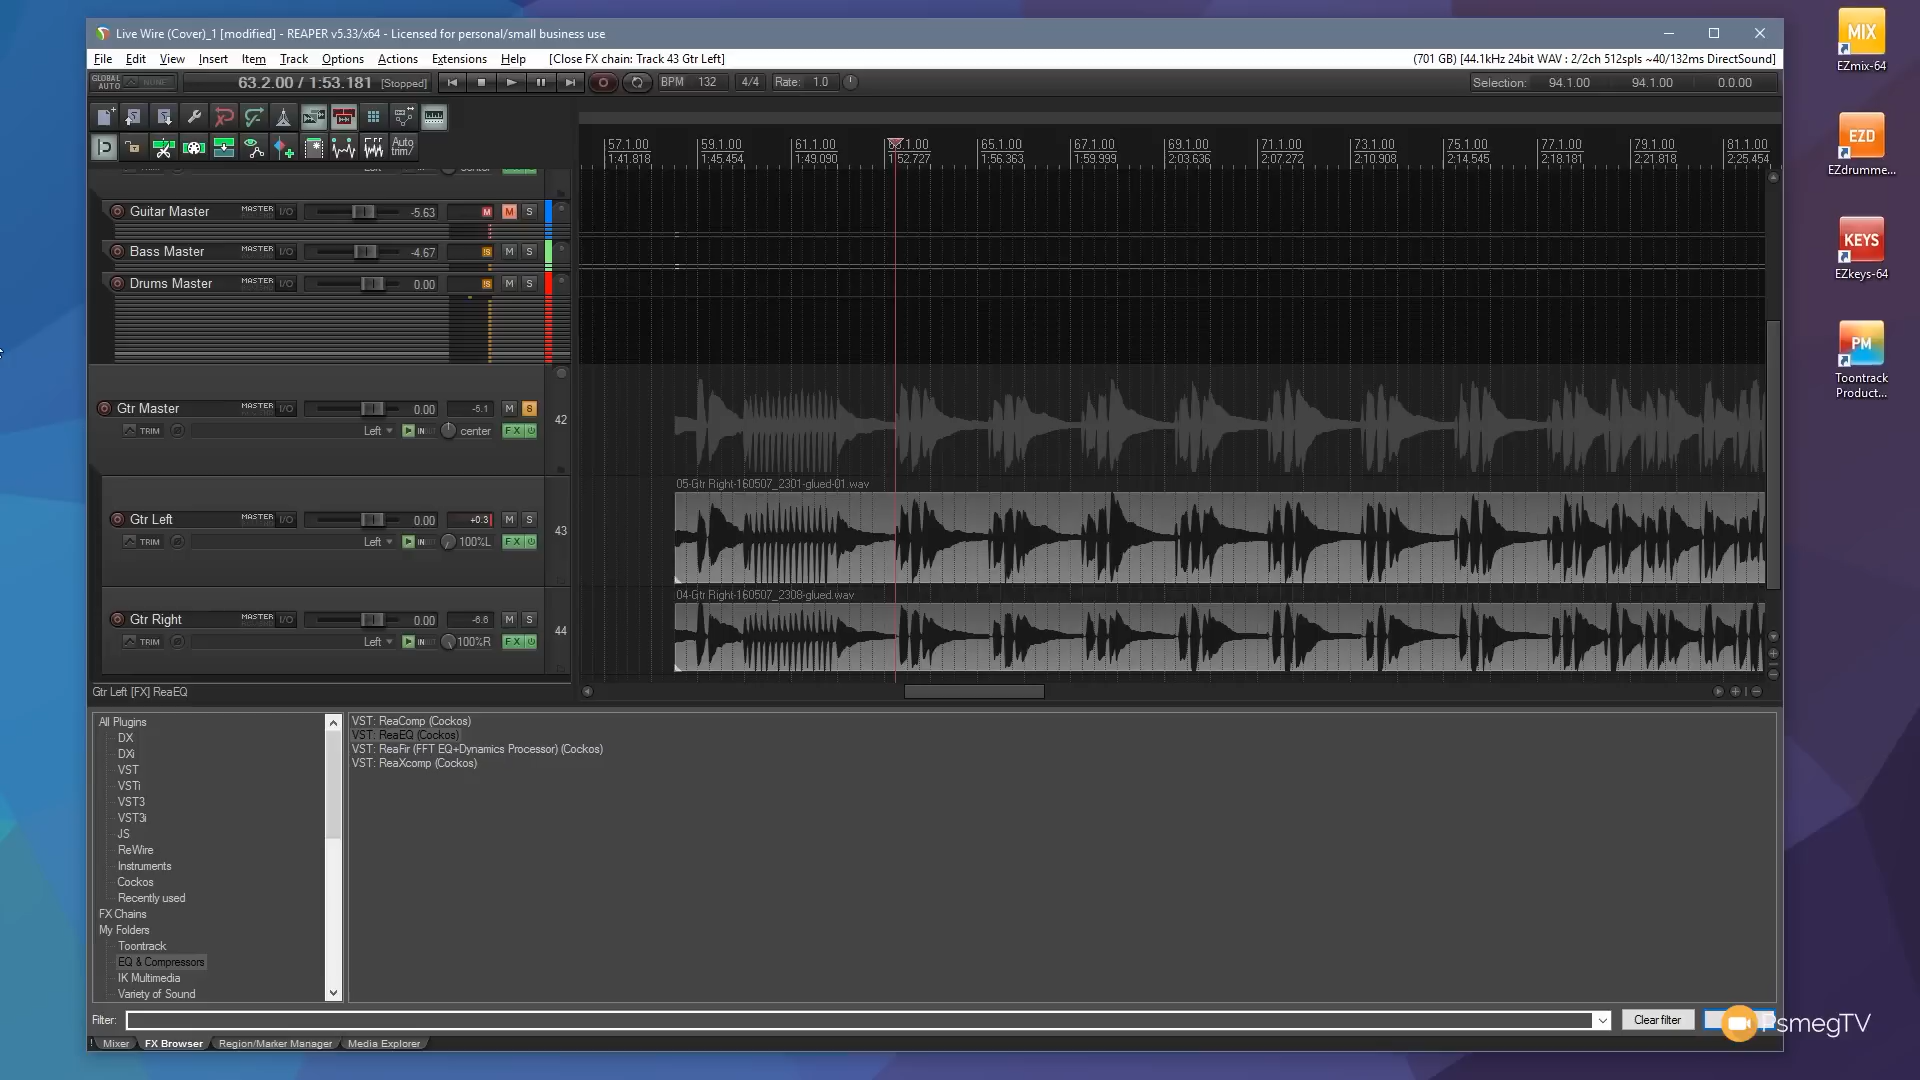 Live Wire (Cover)_1 [modified] - REAPER v5.33/x64 - Licensed for personal/small business use
File Edit View Insert Item Track Options Actions Extensions Help [Close FX chain: Track 43 Gtr Left] (701 GB) [44.1kHz 24bit WAV : 2/2ch 512spls ~40/132ms DirectSound]
GLOBAL AUTO NONE 63.2.00 / 1:53.181 [Stopped] BPM 132 4/4 Rate: 1.0 Selection: 94.1.00 94.1.00 0.0.00
Auto trim/
57.1.00 59.1.00 61.1.00 65.1.00 67.1.00 69.1.00 71.1.00 73.1.00 75.1.00 77.1.00 79.1.00 81.1.00
1:41.818 1:45.454 1:49.090 1:52.727 1:56.363 1:59.999 2:03.636 2:07.272 2:10.908 2:14.545 2:18.181 2:21.818 2:25.454
Guitar Master MASTER I/O -5.63 M M S
Bass Master MASTER I/O -4.67 M S
Drums Master MASTER I/O 0.00 M S
Gtr Master MASTER I/O 0.00 -5.1 M S 42
TRIM Left IN center FX
05-Gtr Right-160507_2301-glued-01.wav
Gtr Left MASTER I/O 0.00 +0.3 M S 43
TRIM Left IN 100%L FX
04-Gtr Right-160507_2308-glued.wav
Gtr Right MASTER I/O 0.00 -6.6 M S 44
TRIM Left IN 100%R FX
Gtr Left [FX] ReaEQ
All Plugins
DX
DXi
VST
VSTi
VST3
VST3i
JS
ReWire
Instruments
Cockos
Recently used
FX Chains
My Folders
Toontrack
EQ & Compressors
IK Multimedia
Variety of Sound
VST: ReaComp (Cockos)
VST: ReaEQ (Cockos)
VST: ReaFir (FFT EQ+Dynamics Processor) (Cockos)
VST: ReaXcomp (Cockos)
Filter: Clear filter
! Mixer FX Browser Region/Marker Manager Media Explorer
MIX
EZmix-64
EZD
EZdrumme...
KEYS
EZkeys-64
PM
Toontrack
Product...
PsmegTV